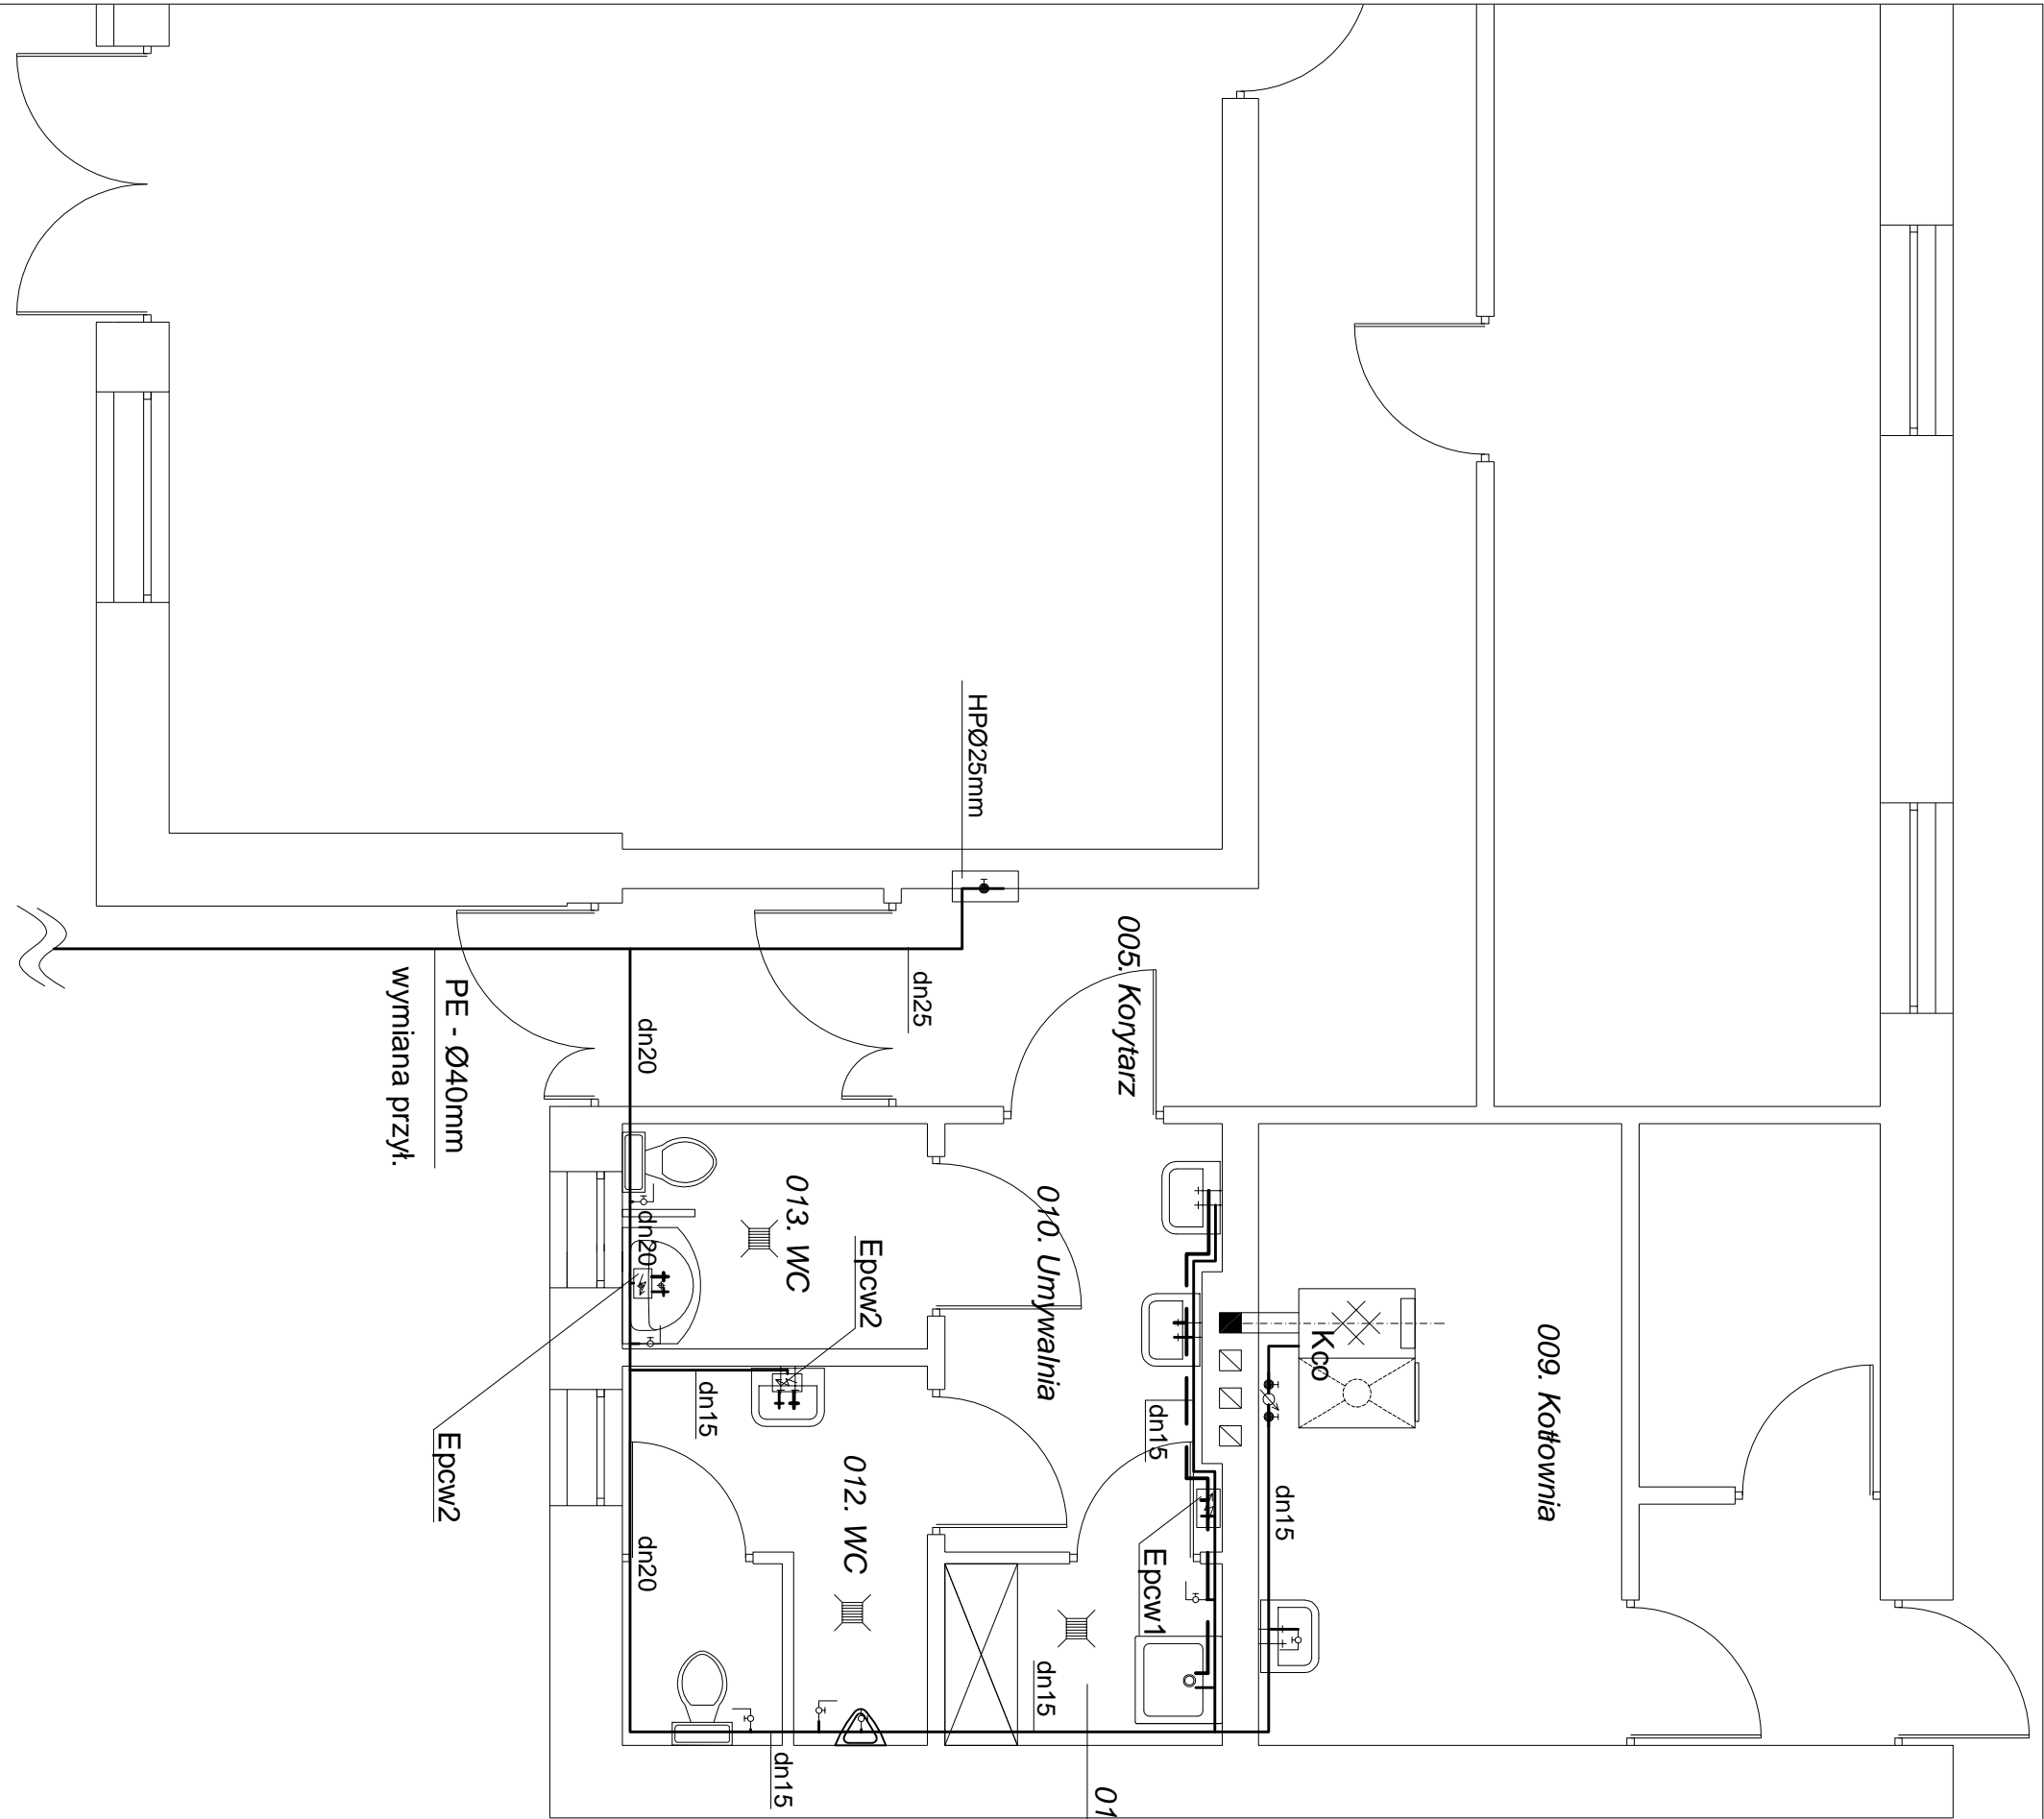 HPØ25mm
005. Korytarz
dn25
PE - Ø40mm
wymiana przył.
dn20
013. WC
dn20
010. Umywalnia
Epcw2
Kco
009. Kotłownia
dn15
dn15
Epcw2
012. WC
dn15
dn20
Epcw1
dn15
dn15
01